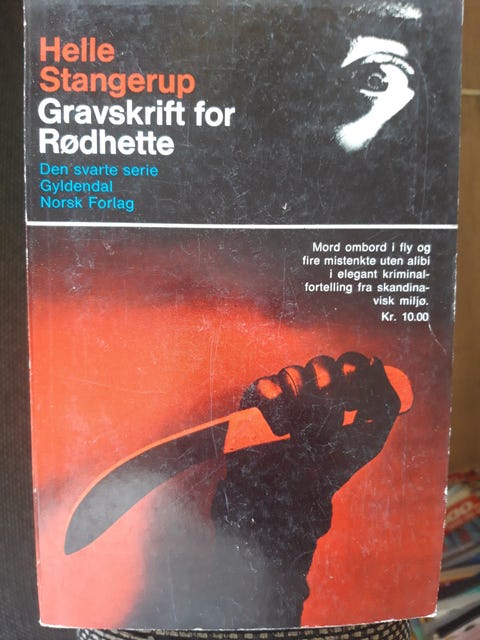 Helle
Stangerup
Gravskrift for
Rødhette
Den svarte serie
Gyldendal
Norsk Forlag
Mord ombord i fly og
fire mistenkte uten alibi
i elegant kriminal-
fortelling fra skandina-
visk miljø.
Kr. 10.00